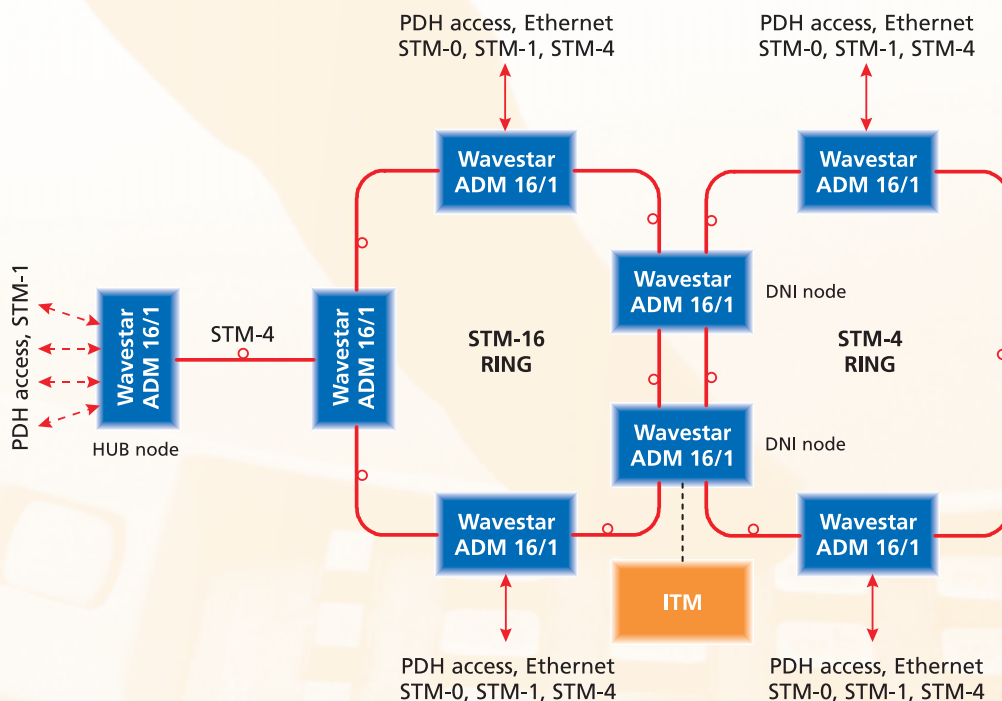 PDH access, Ethernet
STM-0, STM-1, STM-4
PDH access, Ethernet
STM-0, STM-1, STM-4
Wavestar
ADM 16/1
Wavestar
ADM 16/1
PDH access, STM-1
Wavestar
ADM 16/1
HUB node
STM-4
Wavestar
ADM 16/1
STM-16
RING
Wavestar
ADM 16/1
DNI node
STM-4
RING
Wavestar
ADM 16/1
DNI node
Wavestar
ADM 16/1
ITM
Wavestar
ADM 16/1
PDH access, Ethernet
STM-0, STM-1, STM-4
PDH access, Ethernet
STM-0, STM-1, STM-4